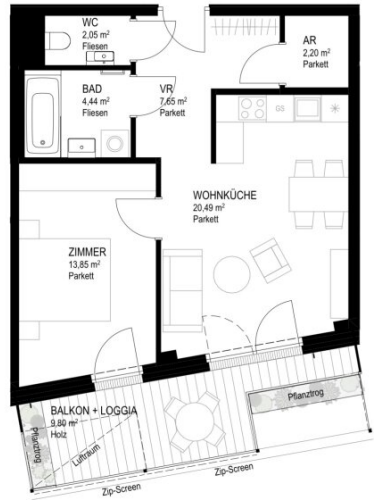 WC
2,05 m²
Fliesen
AR
2,20 m²
Parkett
BAD
4,44 m²
Fliesen
VR
7,65 m²
Parkett
GS
WOHNKÜCHE
20,49 m²
Parkett
ZIMMER
13,85 m²
Parkett
BALKON + LOGGIA
9,80 m²
Holz
Pflanztrog
Pflanztrog
Luftraum
Zip-Screen
Zip-Screen